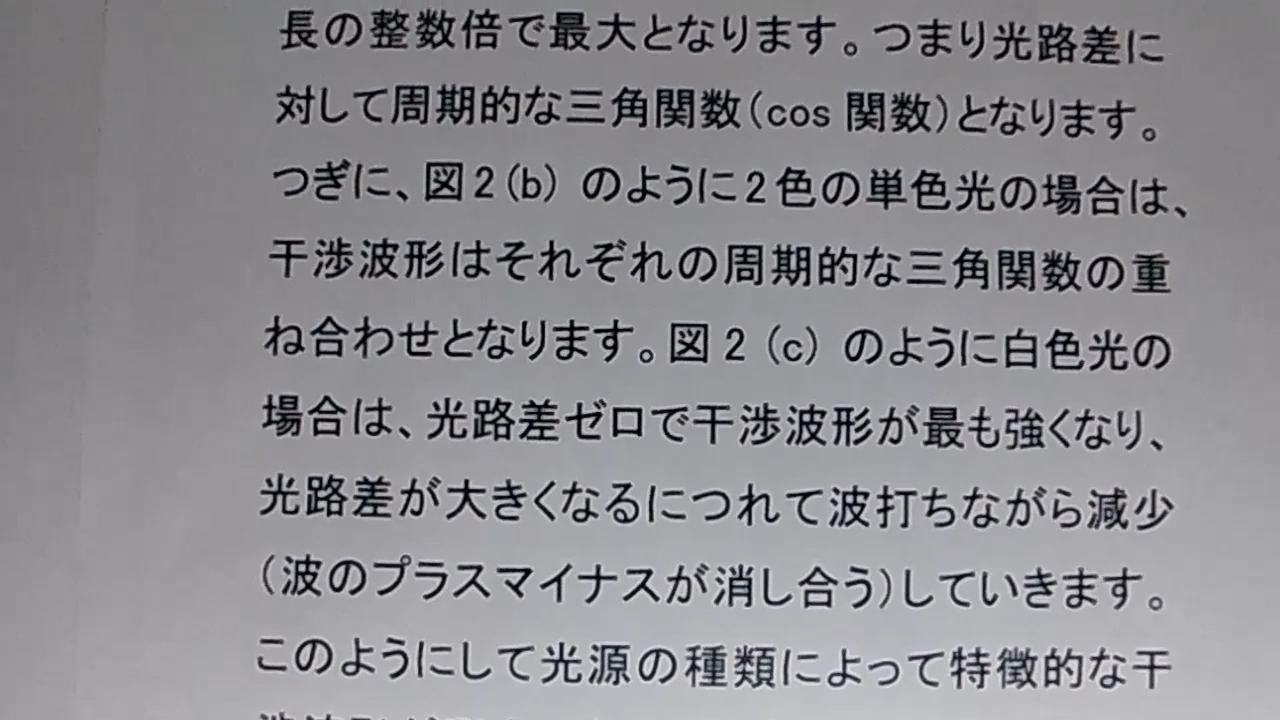 長の整数倍で最大となります。つまり光路差に
対して周期的な三角関数(cos 関数)となります。
つぎに、図2(b) のように2色の単色光の場合は、
干渉波形はそれぞれの周期的な三角関数の重
ね合わせとなります。図2 (c) のように白色光の
場合は、光路差ゼロで干渉波形が最も強くなり、
光路差が大きくなるにつれて波打ちながら減少
(波のプラスマイナスが消し合う)していきます。
このようにして光源の種類によって特徴的な干